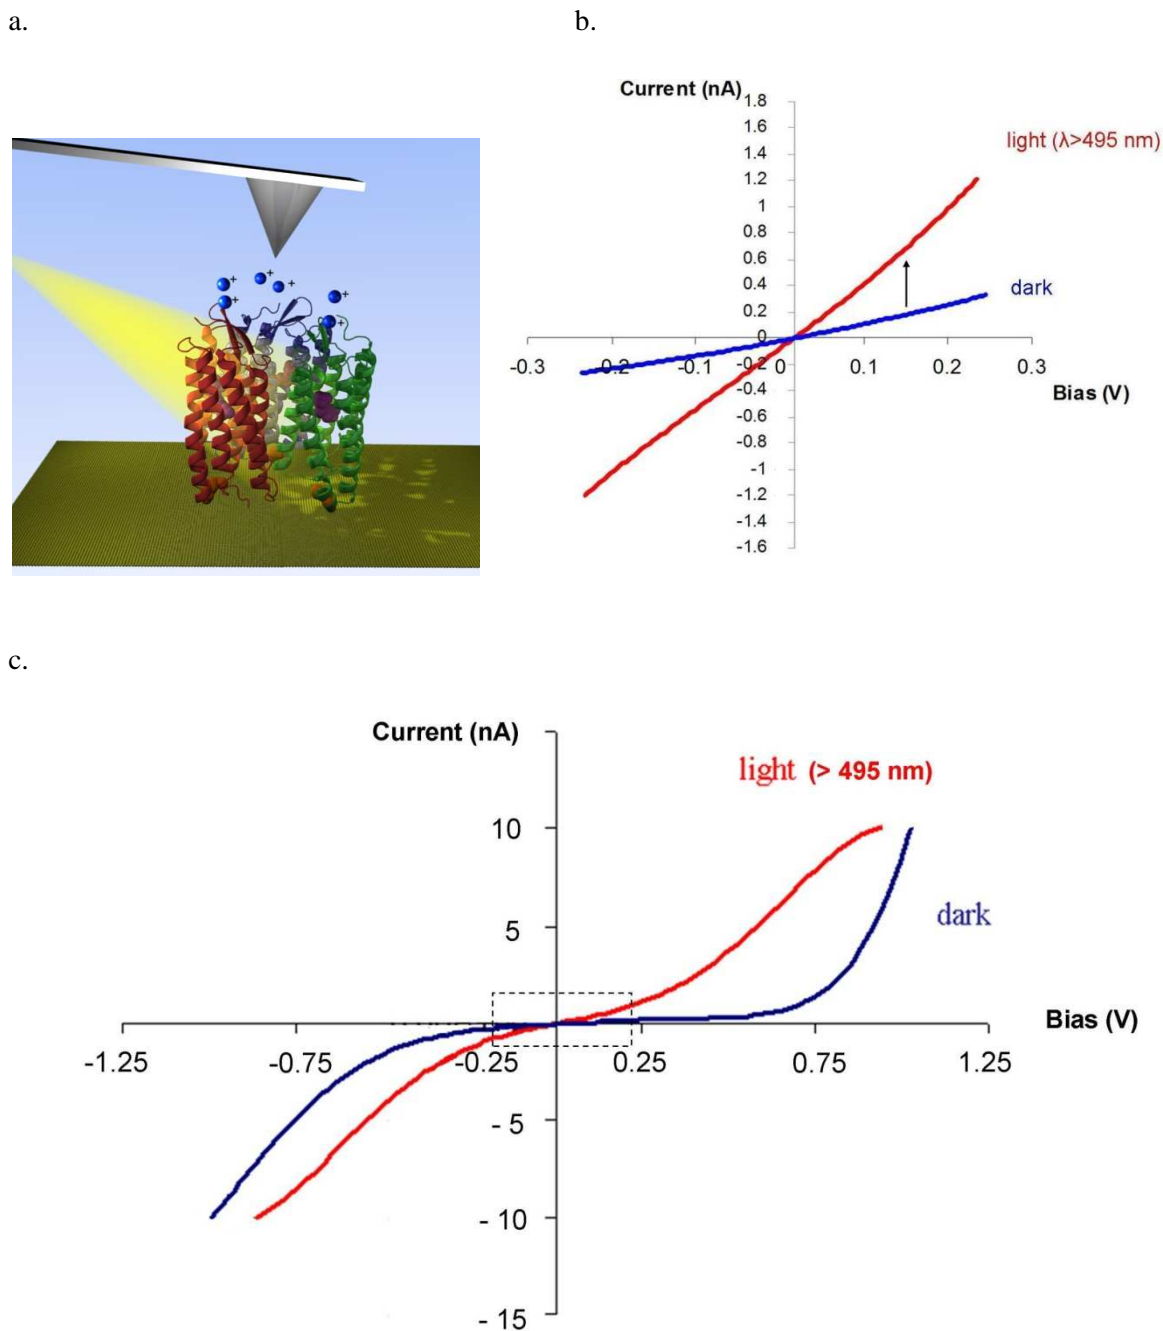 a.
b.
+
+
+
+
+
+
Current (nA)
1.8
1.6
1.4
1.2
1
0.8
0.6
0.4
0.2
0
-0.2
-0.4
-0.6
-0.8
-1
-1.2
-1.4
-1.6
light (λ>495 nm)
dark
-0.3 -0.2 -0.1 0 0.1 0.2 0.3
Bias (V)
c.
Current (nA)
light (> 495 nm)
10
5
dark
Bias (V)
-1.25 -0.75 -0.25 0.25 0.75 1.25
- 5
- 10
- 15